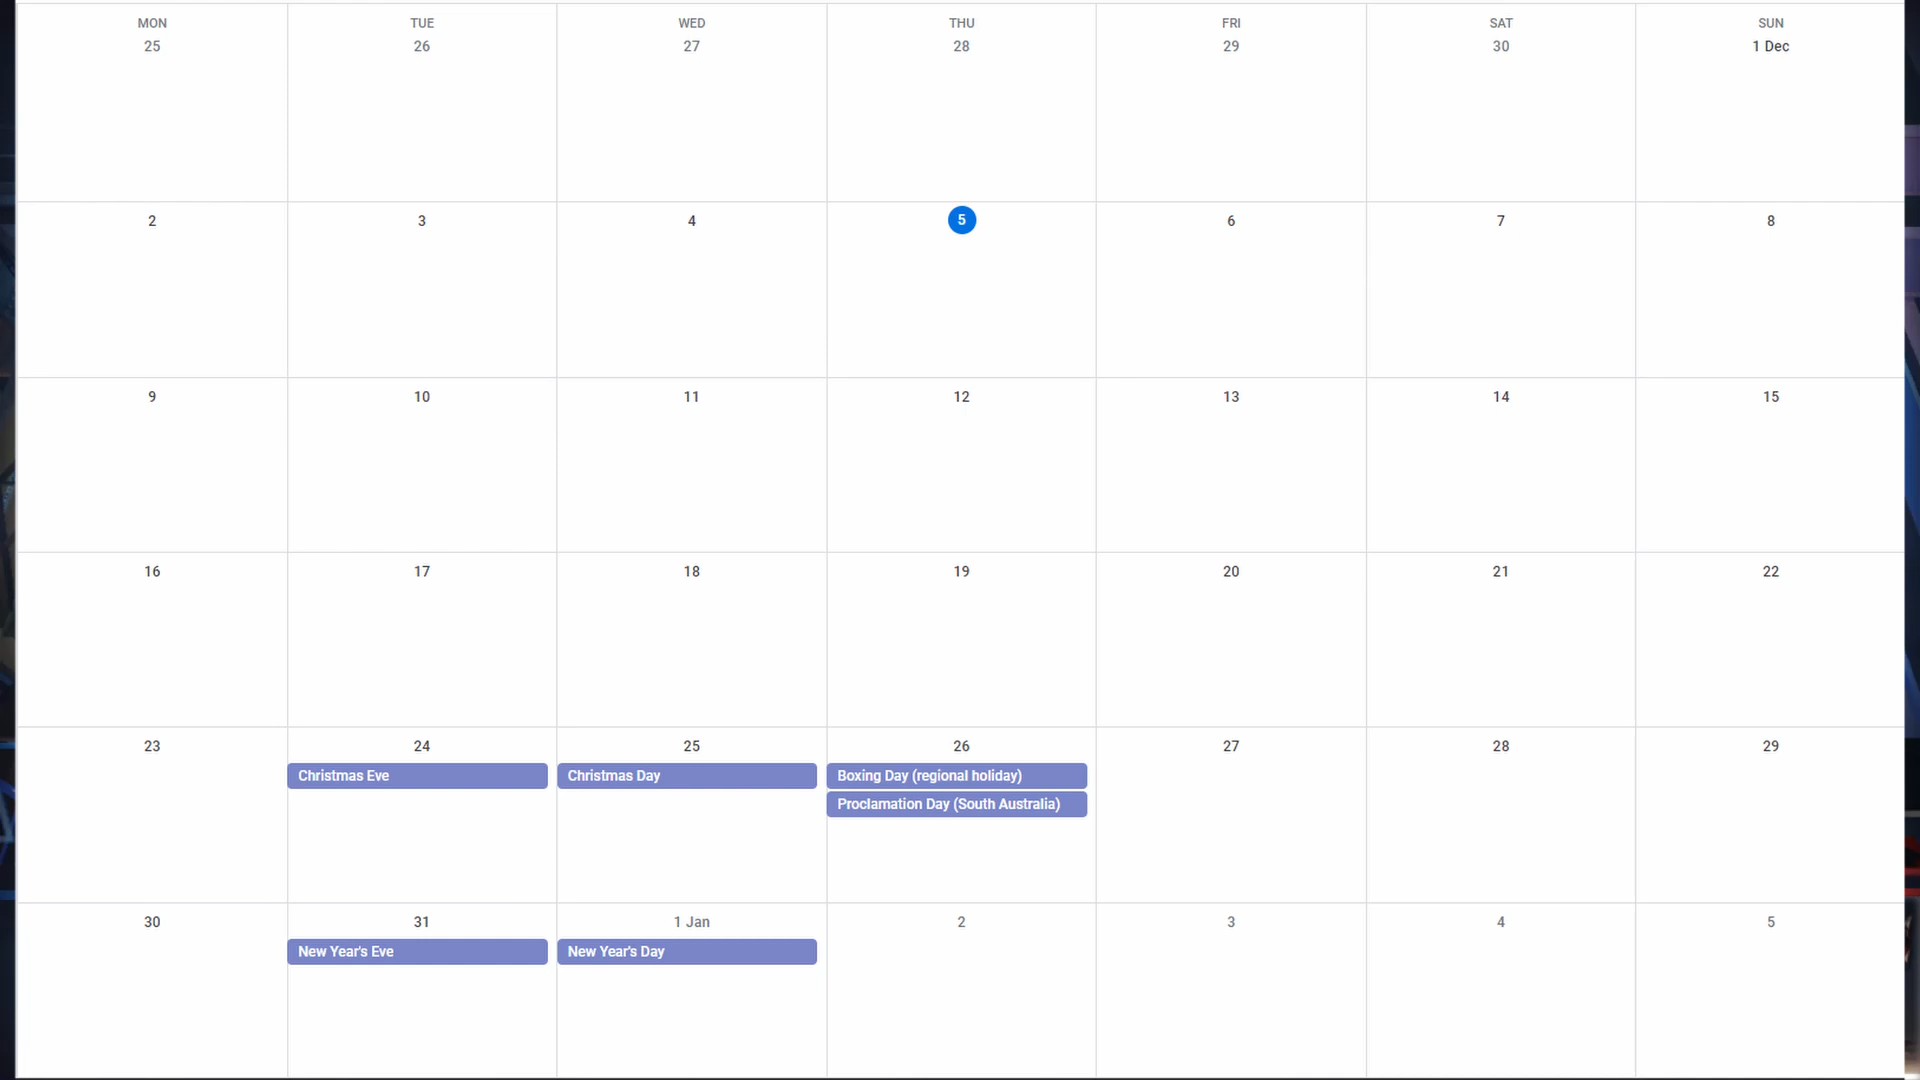 MON TUE WED THU FRI SAT SUN
25 26 27 28 29 30 1 Dec
2 3 4 5 6 7 8
9 10 11 12 13 14 15
16 17 18 19 20 21 22
23 24 25 26 27 28 29
Christmas Eve Christmas Day Boxing Day (regional holiday)
Proclamation Day (South Australia)
30 31 1 Jan 2 3 4 5
New Year's Eve New Year's Day